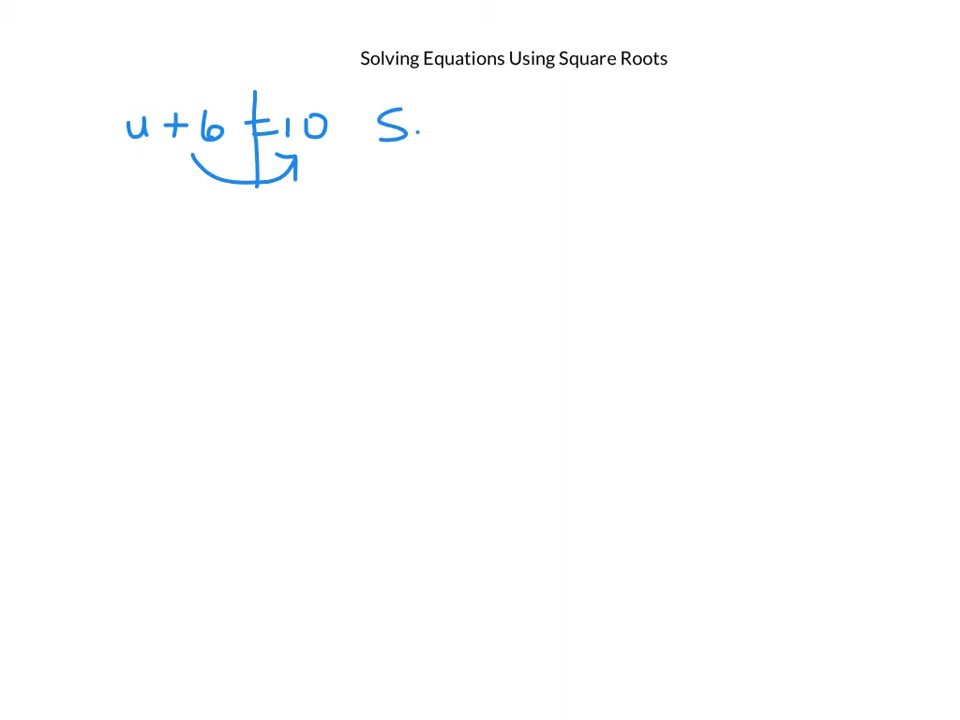 Solving Equations Using Square Roots
u + 6 = 10 S.